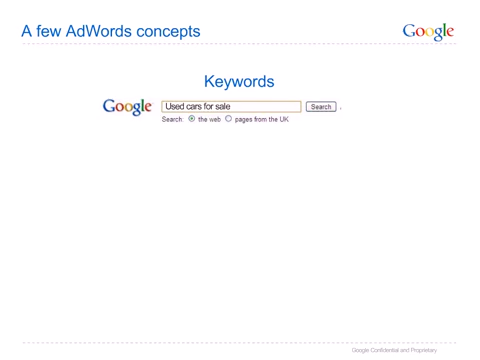 A few AdWords concepts
Google
Keywords
Google Used cars for sale Search
Search: the web pages from the UK
Google Confidential and Proprietary